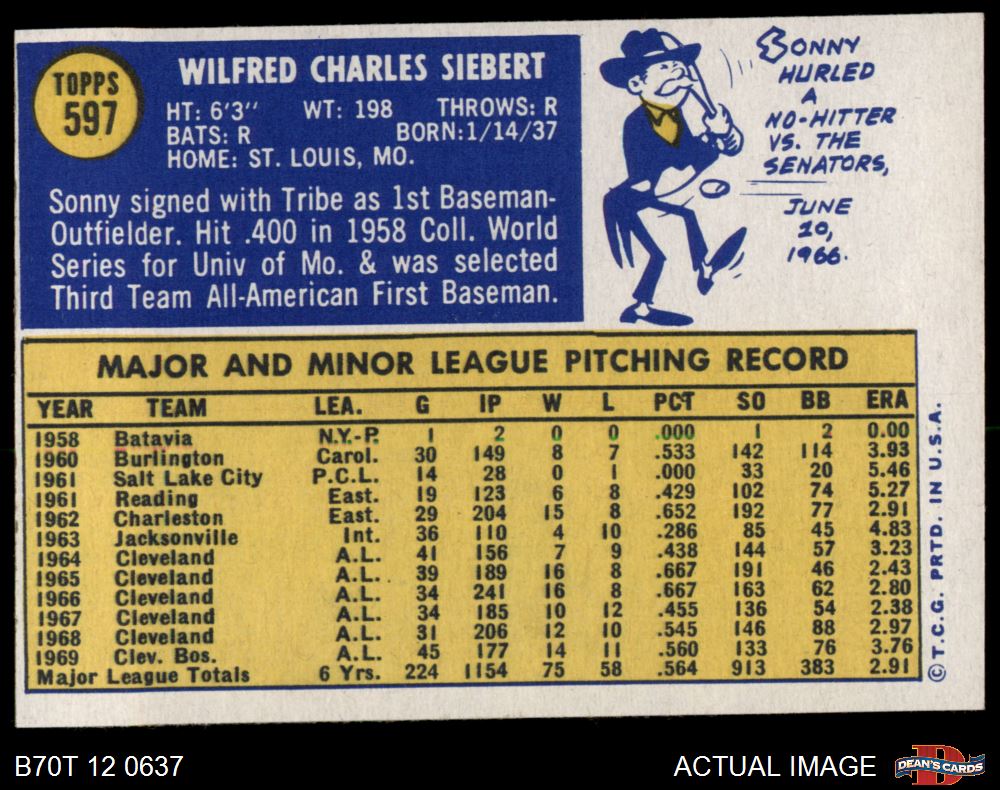 TOPPS
597
WILFRED CHARLES SIEBERT
HT: 6'3" WT: 198 THROWS: R
BATS: R BORN: 1/14/37
HOME: ST. LOUIS, MO.
Sonny signed with Tribe as 1st Baseman-
Outfielder. Hit .400 in 1958 Coll. World
Series for Univ of Mo. & was selected
Third Team All-American First Baseman.
SONNY
HURLED
A
NO-HITTER
VS. THE
SENATORS,
JUNE
10,
1966.
MAJOR AND MINOR LEAGUE PITCHING RECORD
YEAR TEAM LEA. G IP W L PCT SO BB ERA
1958 Batavia N.Y.-P. 1 2 0 0 .000 1 2 0.00
1960 Burlington Carol. 30 149 8 7 .533 142 114 3.93
1961 Salt Lake City P.C.L. 14 28 0 1 .000 33 20 5.46
1961 Reading East. 19 123 6 8 .429 102 74 5.27
1962 Charleston East. 29 204 15 8 .652 192 77 2.91
1963 Jacksonville Int. 36 110 4 10 .286 85 45 4.83
1964 Cleveland A.L. 41 156 7 9 .438 144 57 3.23
1965 Cleveland A.L. 39 189 16 8 .667 191 46 2.43
1966 Cleveland A.L. 34 241 16 8 .667 163 62 2.80
1967 Cleveland A.L. 34 185 10 12 .455 136 54 2.38
1968 Cleveland A.L. 31 206 12 10 .545 146 88 2.97
1969 Clev. Bos. A.L. 45 177 14 11 .560 133 76 3.76
Major League Totals 6 Yrs. 224 1154 75 58 .564 913 383 2.91
© T.C.G. PRTD. IN U.S.A.
B70T 12 0637
ACTUAL IMAGE
D
DEAN'S CARDS